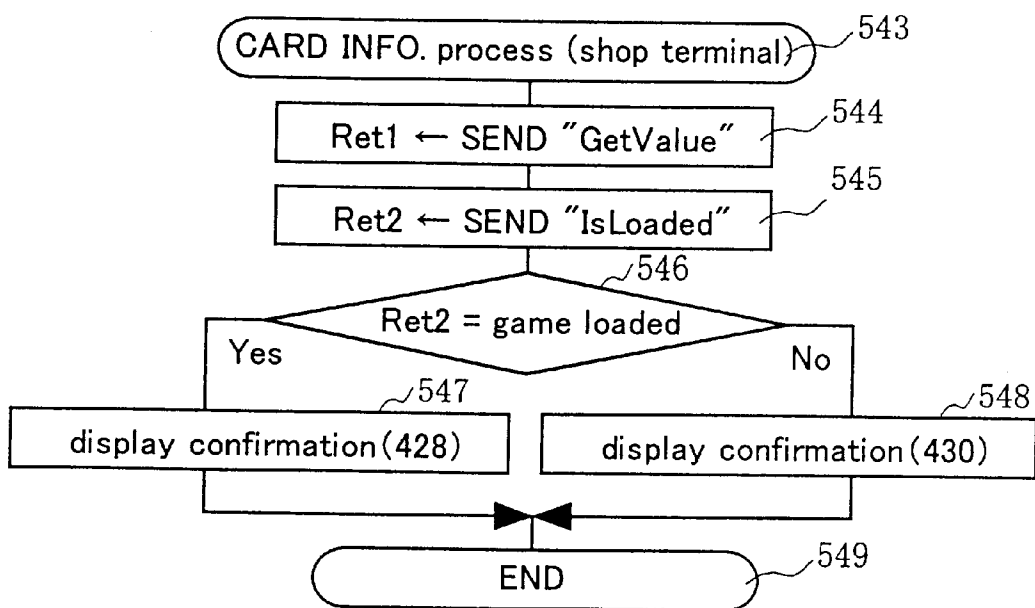 543
CARD INFO. process (shop terminal)
544
Ret1 ← SEND "GetValue"
545
Ret2 ← SEND "IsLoaded"
546
Ret2 = game loaded
Yes
No
547
548
display confirmation(428)
display confirmation(430)
549
END